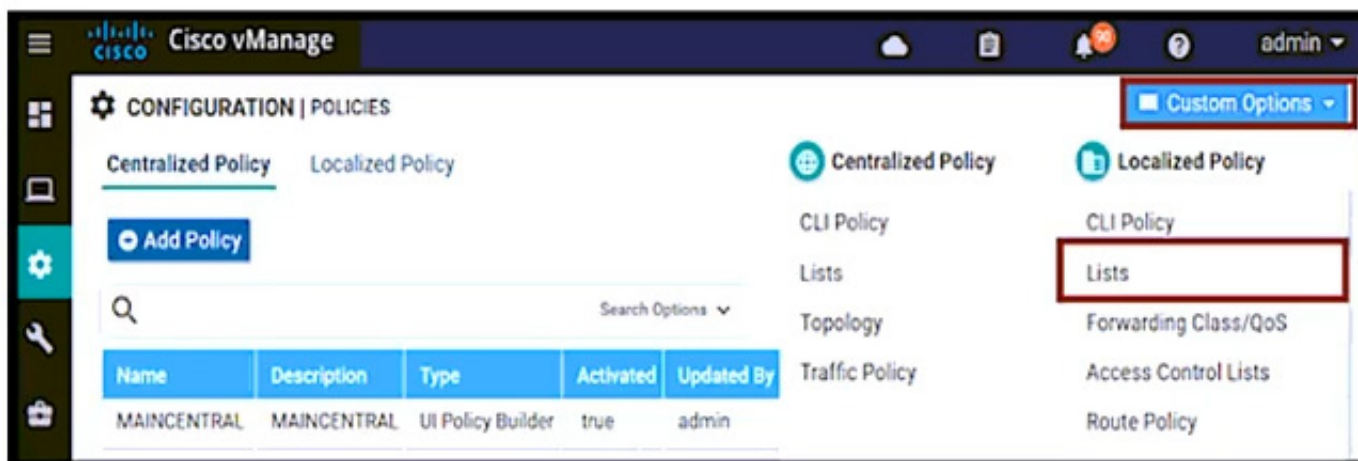 CISCO Cisco vManage 90 admin
CONFIGURATION | POLICIES Custom Options
Centralized Policy Localized Policy
Add Policy
Search Options
Name Description Type Activated Updated By
MAINCENTRAL MAINCENTRAL UI Policy Builder true admin
Centralized Policy
CLI Policy
Lists
Topology
Traffic Policy
Localized Policy
CLI Policy
Lists
Forwarding Class/QoS
Access Control Lists
Route Policy